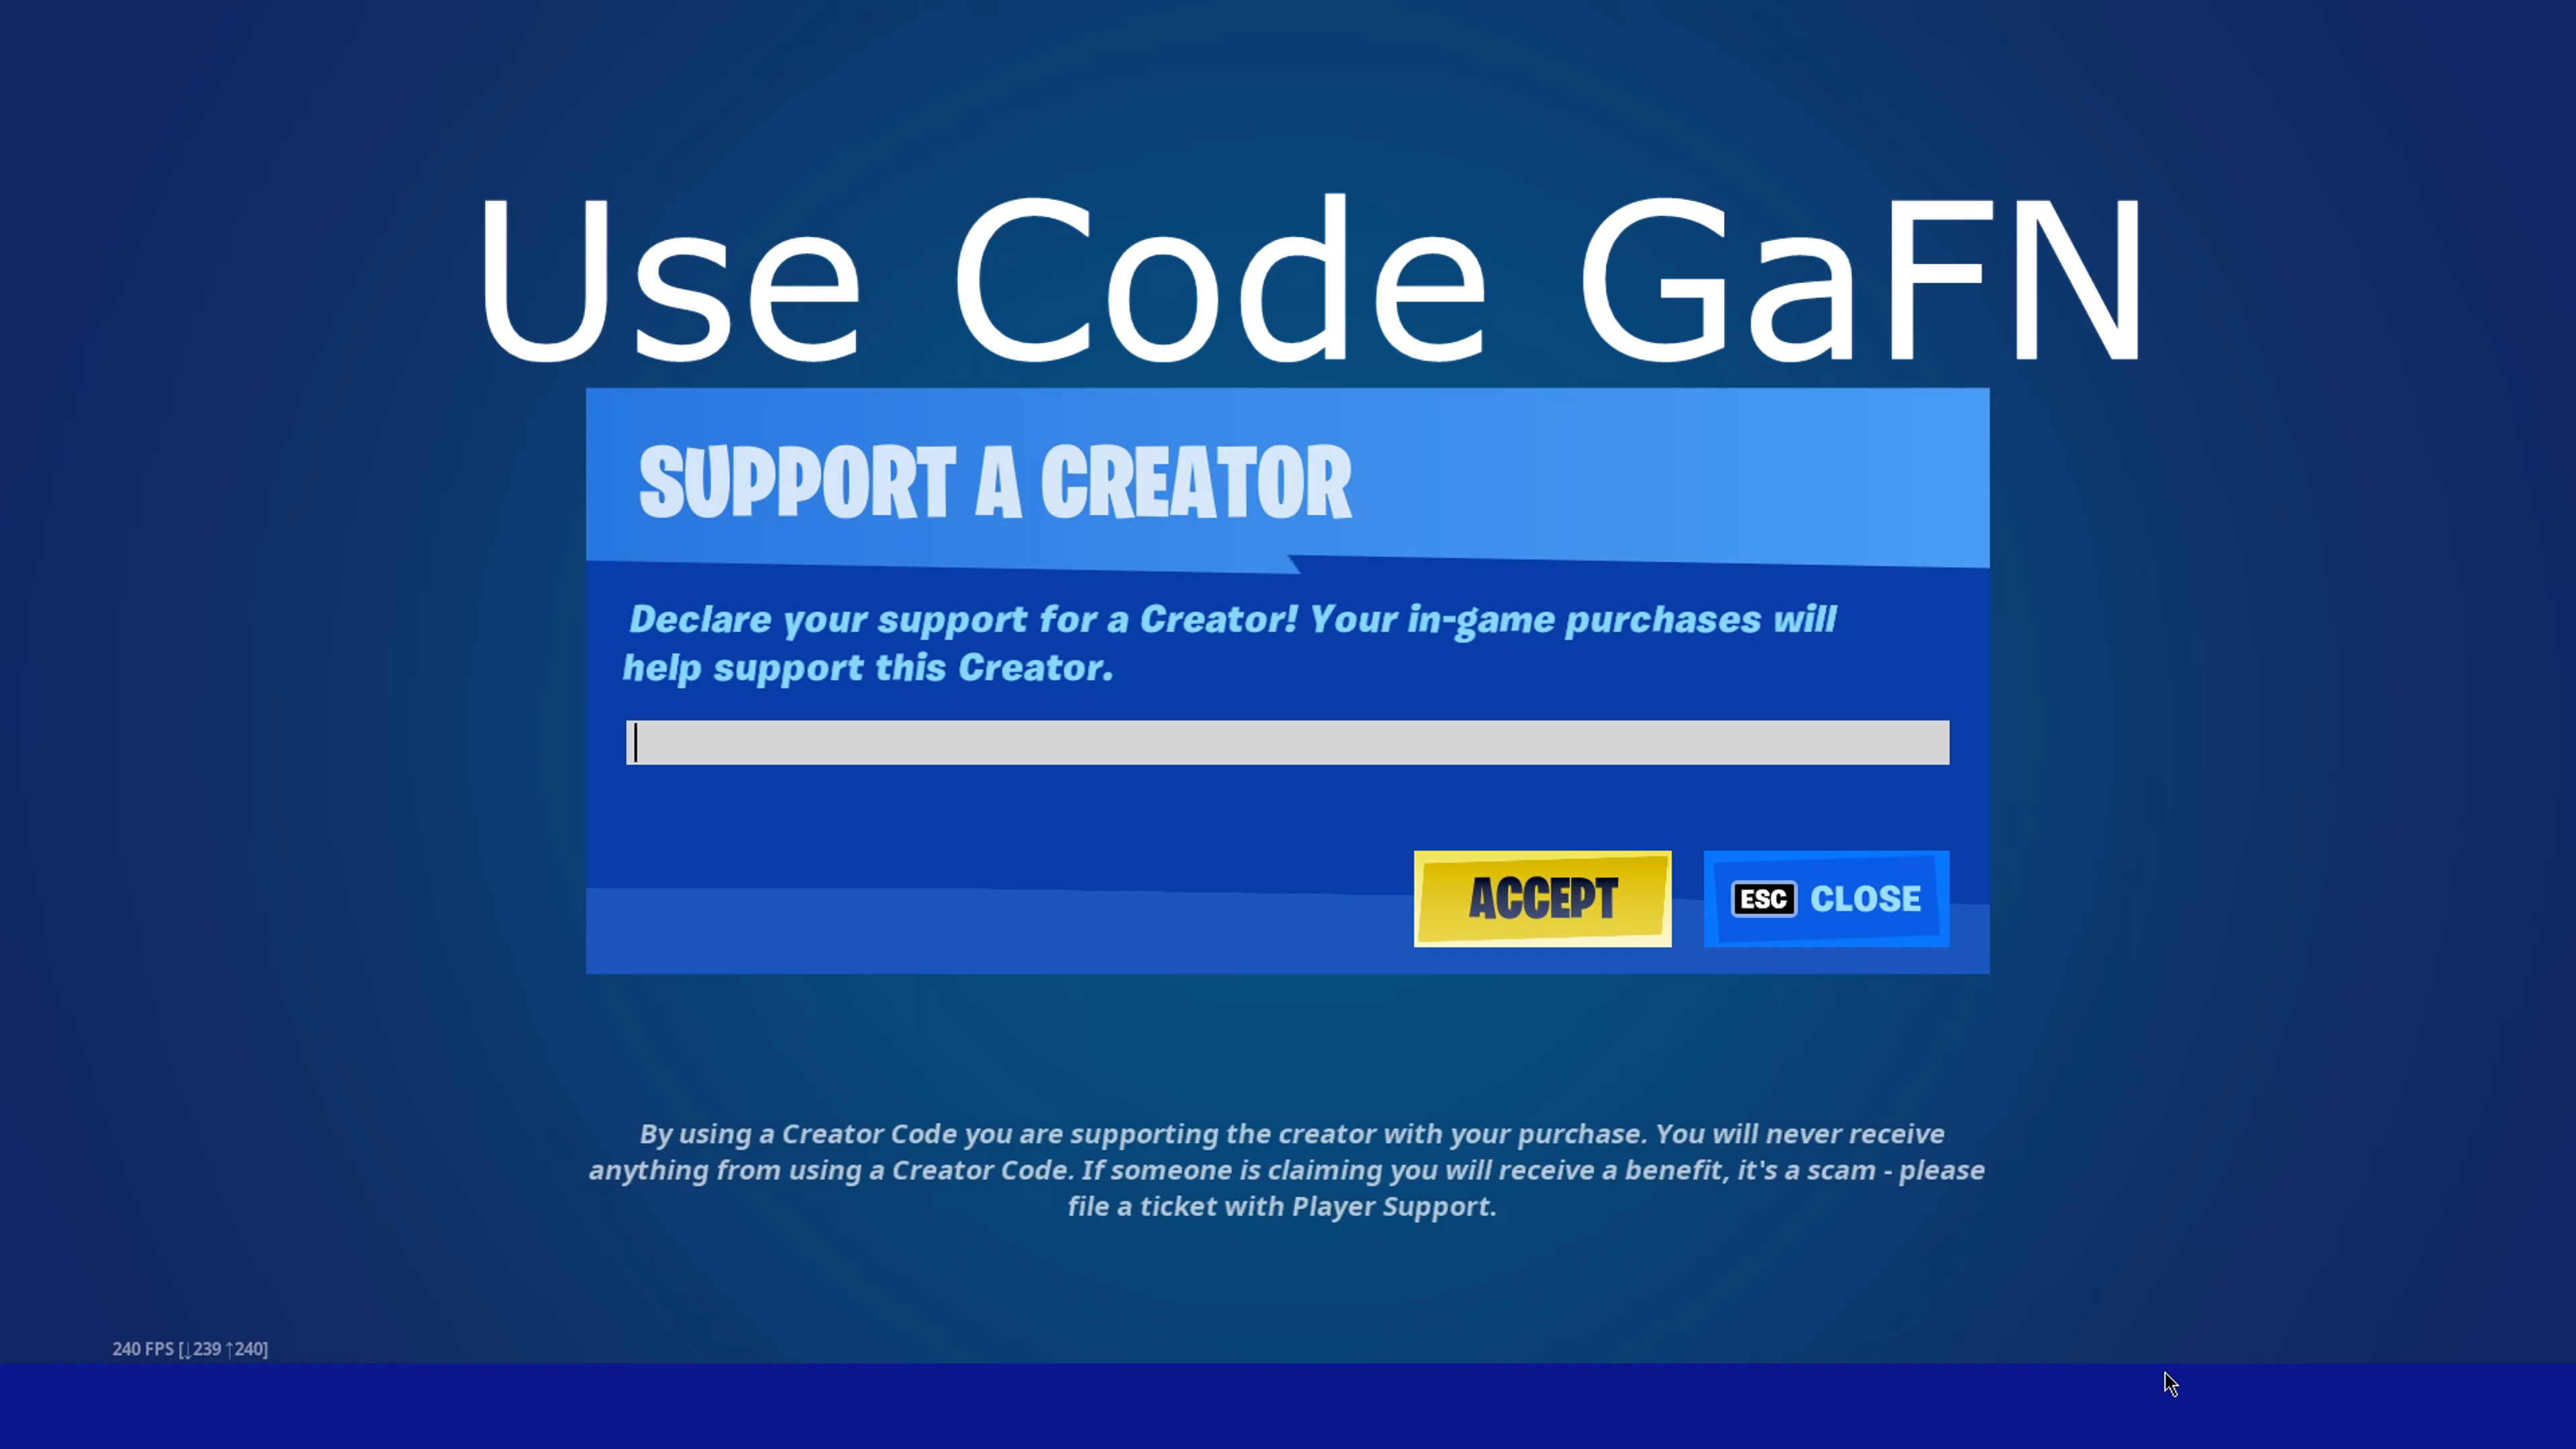 Use Code GaFN
SUPPORT A CREATOR
Declare your support for a Creator! Your in-game purchases will
help support this Creator.
ACCEPT
ESC CLOSE
By using a Creator Code you are supporting the creator with your purchase. You will never receive
anything from using a Creator Code. If someone is claiming you will receive a benefit, it's a scam - please
file a ticket with Player Support.
240 FPS [↓239 ↑240]